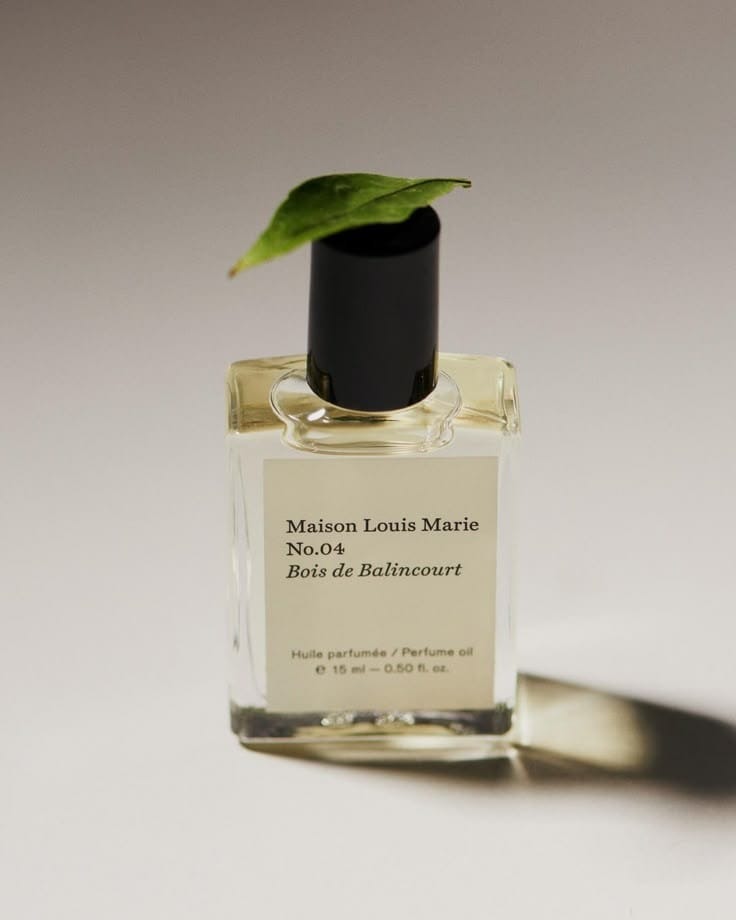 Maison Louis Marie
No.04
Bois de Balincourt
Huile parfumée / Perfume oil
℮ 15 ml — 0.50 fl. oz.